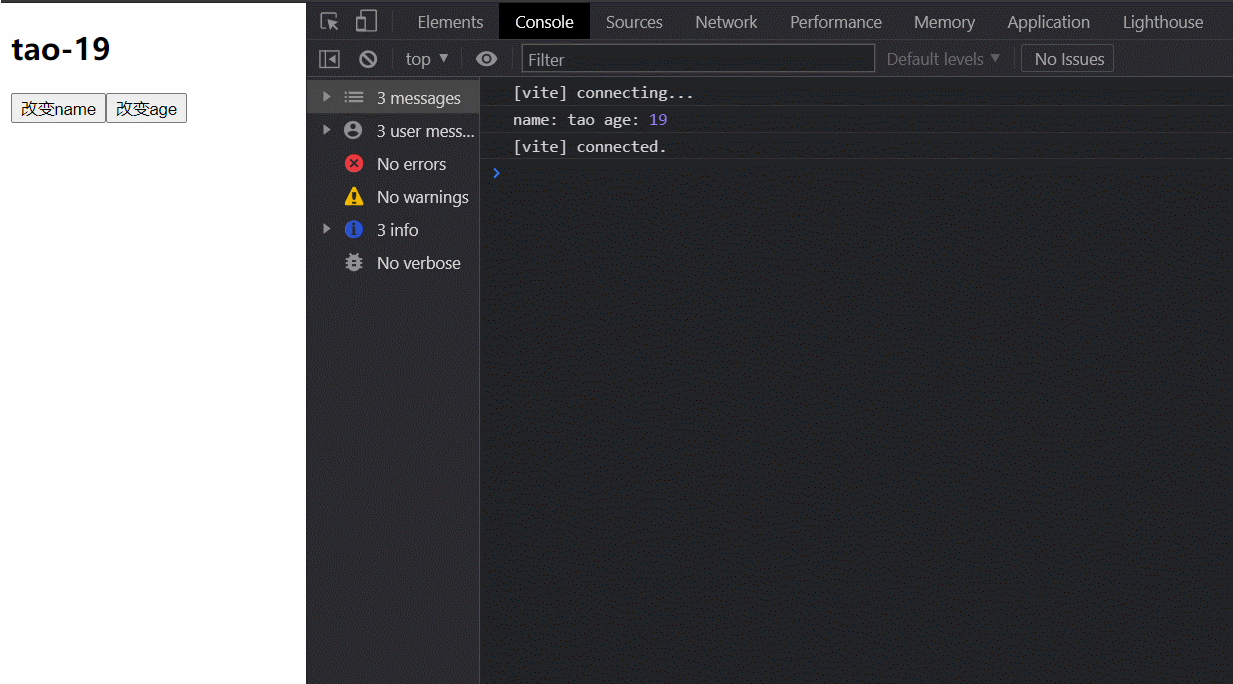 tao-19
改变name 改变age
Elements Console Sources Network Performance Memory Application Lighthouse
top ▼ Filter Default levels ▼ No Issues
3 messages
3 user mess...
No errors
No warnings
3 info
No verbose
[vite] connecting...
name: tao age: 19
[vite] connected.